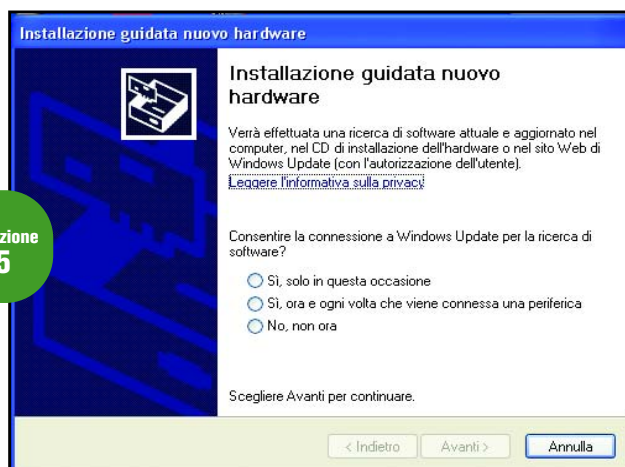 Installazione guidata nuovo hardware
Installazione guidata nuovo
hardware
Verrà effettuata una ricerca di software attuale e aggiornato nel
computer, nel CD di installazione dell'hardware o nel sito Web di
Windows Update (con l'autorizzazione dell'utente).
Leggere l'informativa sulla privacy
zione
5
Consentire la connessione a Windows Update per la ricerca di
software?
Sì, solo in questa occasione
Sì, ora e ogni volta che viene connessa una periferica
No, non ora
Scegliere Avanti per continuare.
< Indietro Avanti > Annulla